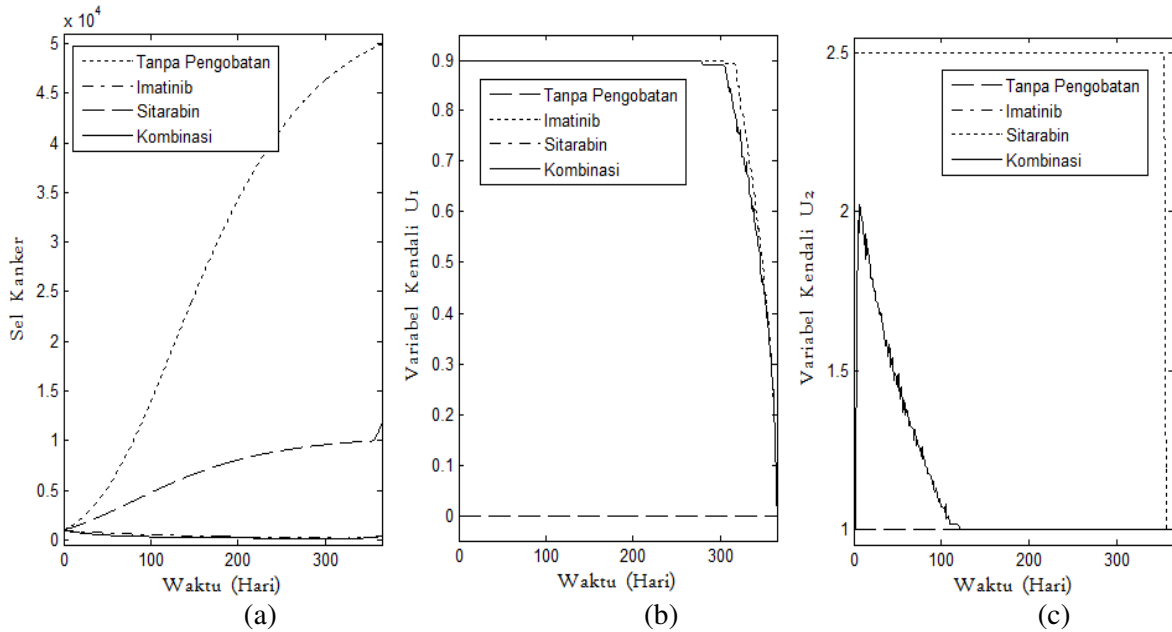 x 10⁴
5
4.5
4
3.5
3
2.5
2
1.5
1
0.5
0
Sel Kanker
Tanpa Pengobatan
Imatinib
Sitarabin
Kombinasi
0 100 200 300
Waktu (Hari)
(a)
0.9
0.8
0.7
0.6
0.5
0.4
0.3
0.2
0.1
0
Variabel Kendali U₁
Tanpa Pengobatan
Imatinib
Sitarabin
Kombinasi
0 100 200 300
Waktu (Hari)
(b)
2.5
2
1.5
1
Variabel Kendali U₂
Tanpa Pengobatan
Imatinib
Sitarabin
Kombinasi
0 100 200 300
Waktu (Hari)
(c)